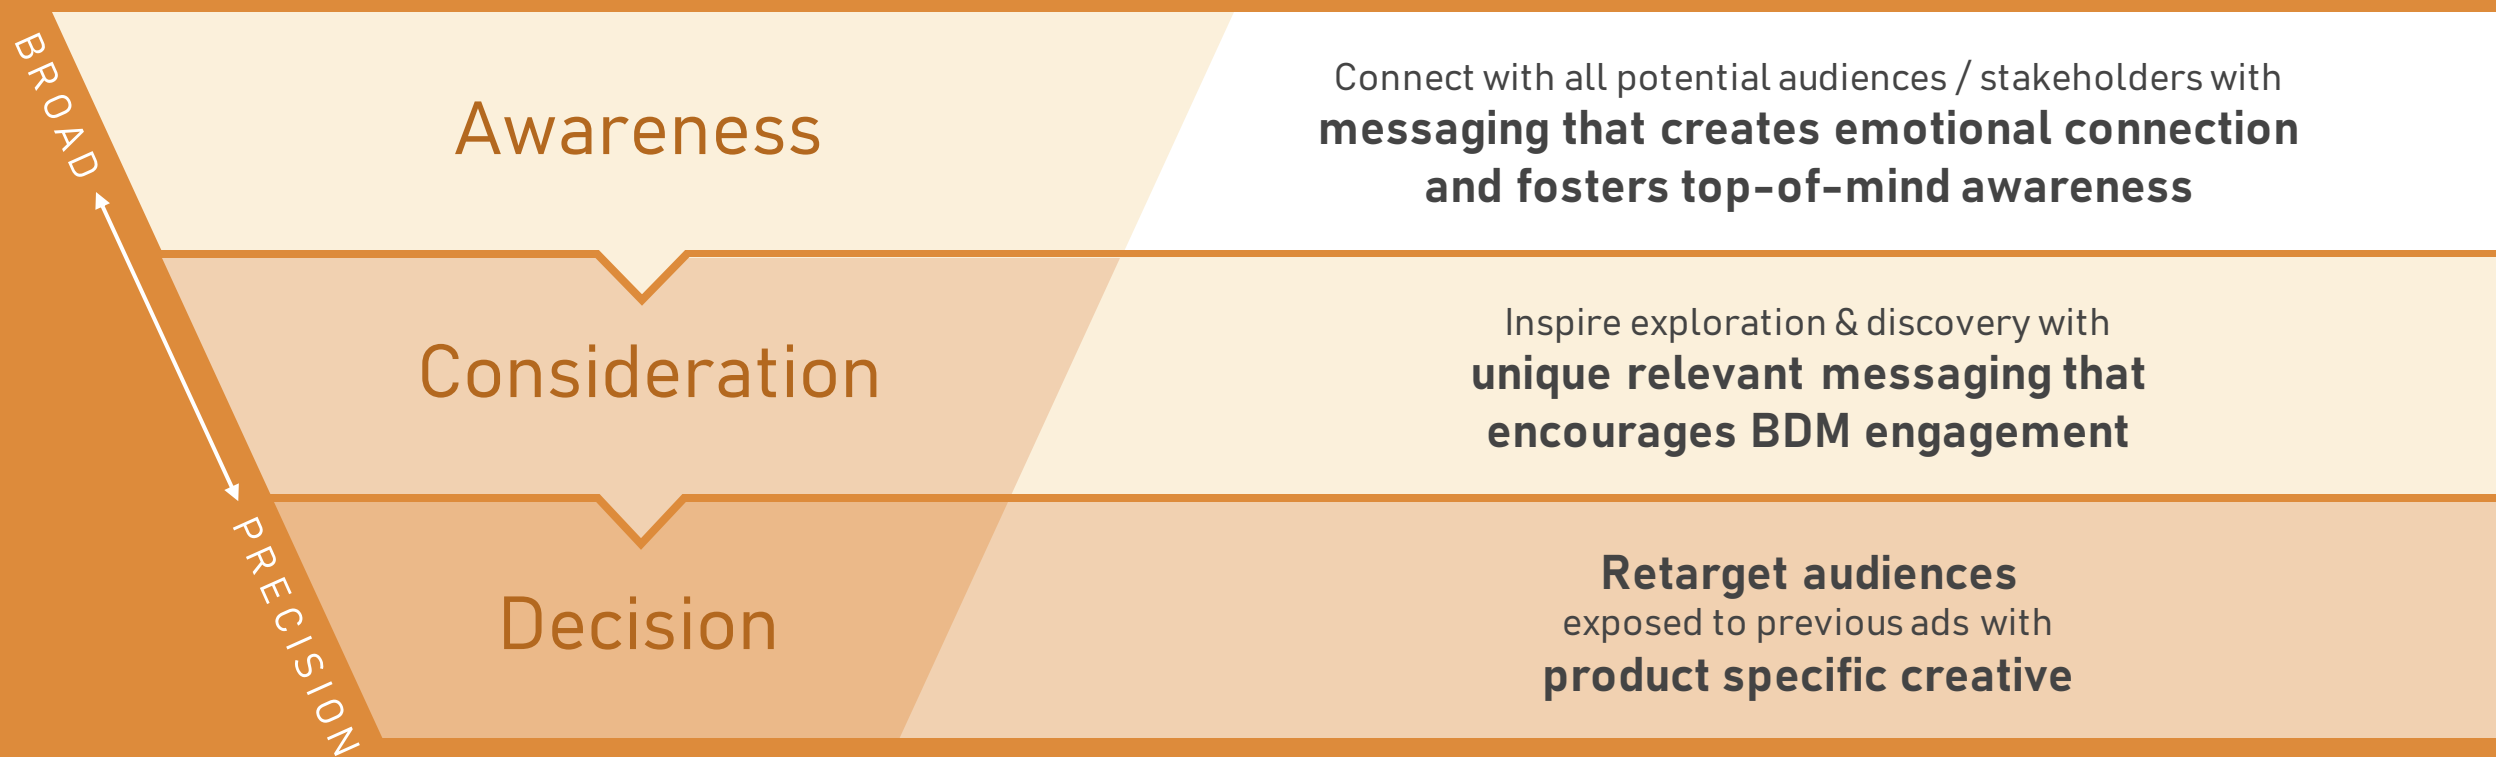 BROAD
PRECISION
Awareness
Connect with all potential audiences / stakeholders with
messaging that creates emotional connection
and fosters top-of-mind awareness
Consideration
Inspire exploration & discovery with
unique relevant messaging that
encourages BDM engagement
Decision
Retarget audiences
exposed to previous ads with
product specific creative